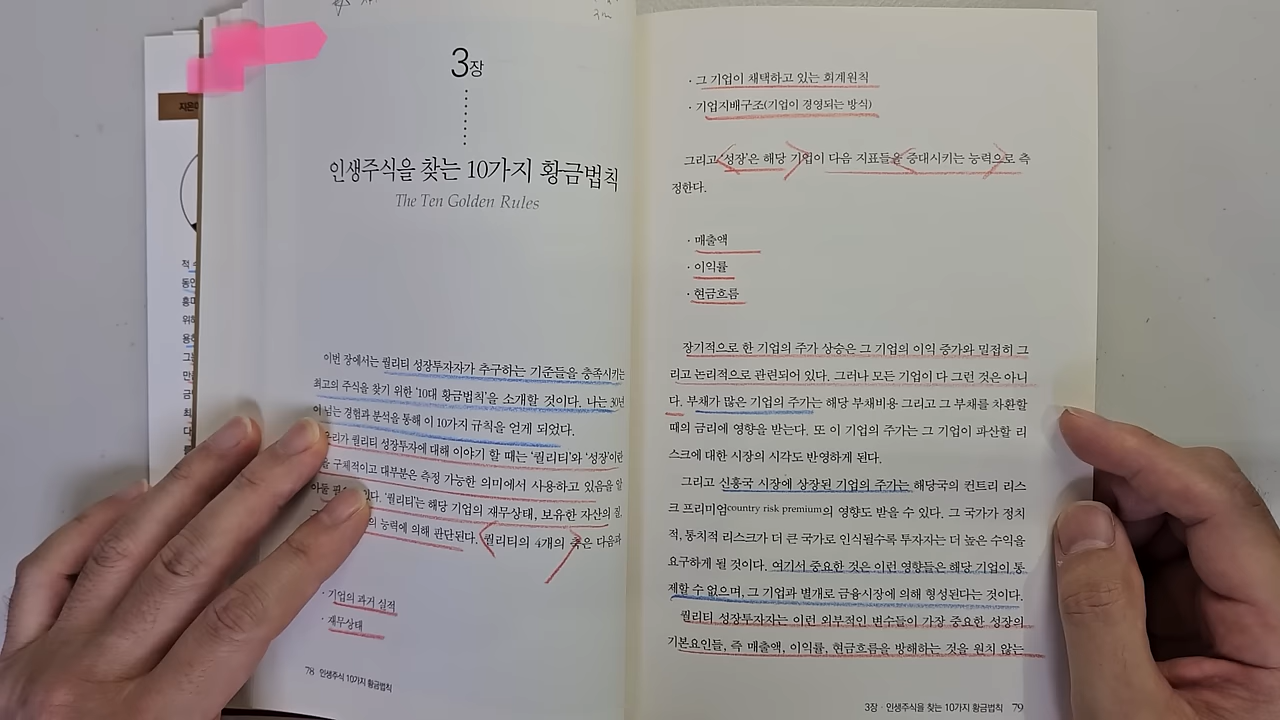 3장
인생주식을 찾는 10가지 황금법칙
The Ten Golden Rules
이번 장에서는 퀄리티 성장투자자가 추구하는 기준들을 충족시키는
최고의 주식을 찾기 위한 '10대 황금법칙'을 소개할 것이다. 나는 30년
이 넘는 경험과 분석을 통해 이 10가지 규칙을 얻게 되었다.
우리가 퀄리티 성장투자에 대해 이야기 할 때는 '퀄리티'와 '성장'이란
구체적이고 대부분은 측정 가능한 의미에서 사용하고 있음을 알
아둘 있다. '퀄리티'는 해당 기업의 재무상태, 보유한 자산의 질,
의 능력에 의해 판단된다. 퀄리티의 4개의 축은 다음과
· 기업의 과거 실적
· 재무상태
78 인생주식 10가지 황금법칙
· 그 기업이 채택하고 있는 회계원칙
· 기업지배구조(기업이 경영되는 방식)
그리고 '성장'은 해당 기업이 다음 지표들을 증대시키는 능력으로 측
정한다.
· 매출액
· 이익률
· 현금흐름
장기적으로 한 기업의 주가 상승은 그 기업의 이익 증가와 밀접히 그
리고 논리적으로 관련되어 있다. 그러나 모든 기업이 다 그런 것은 아니
다. 부채가 많은 기업의 주가는 해당 부채비용 그리고 그 부채를 차환할
때의 금리에 영향을 받는다. 또 이 기업의 주가는 그 기업이 파산할 리
스크에 대한 시장의 시각도 반영하게 된다.
그리고 신흥국 시장에 상장된 기업의 주가는 해당국의 컨트리 리스
크 프리미엄country risk premium의 영향도 받을 수 있다. 그 국가가 정치
적, 통치적 리스크가 더 큰 국가로 인식될수록 투자자는 더 높은 수익을
요구하게 될 것이다. 여기서 중요한 것은 이런 영향들은 해당 기업이 통
제할 수 없으며, 그 기업과 별개로 금융시장에 의해 형성된다는 것이다.
퀄리티 성장투자자는 이런 외부적인 변수들이 가장 중요한 성장의
기본요인들, 즉 매출액, 이익률, 현금흐름을 방해하는 것을 원치 않는
3장 · 인생주식을 찾는 10가지 황금법칙 79